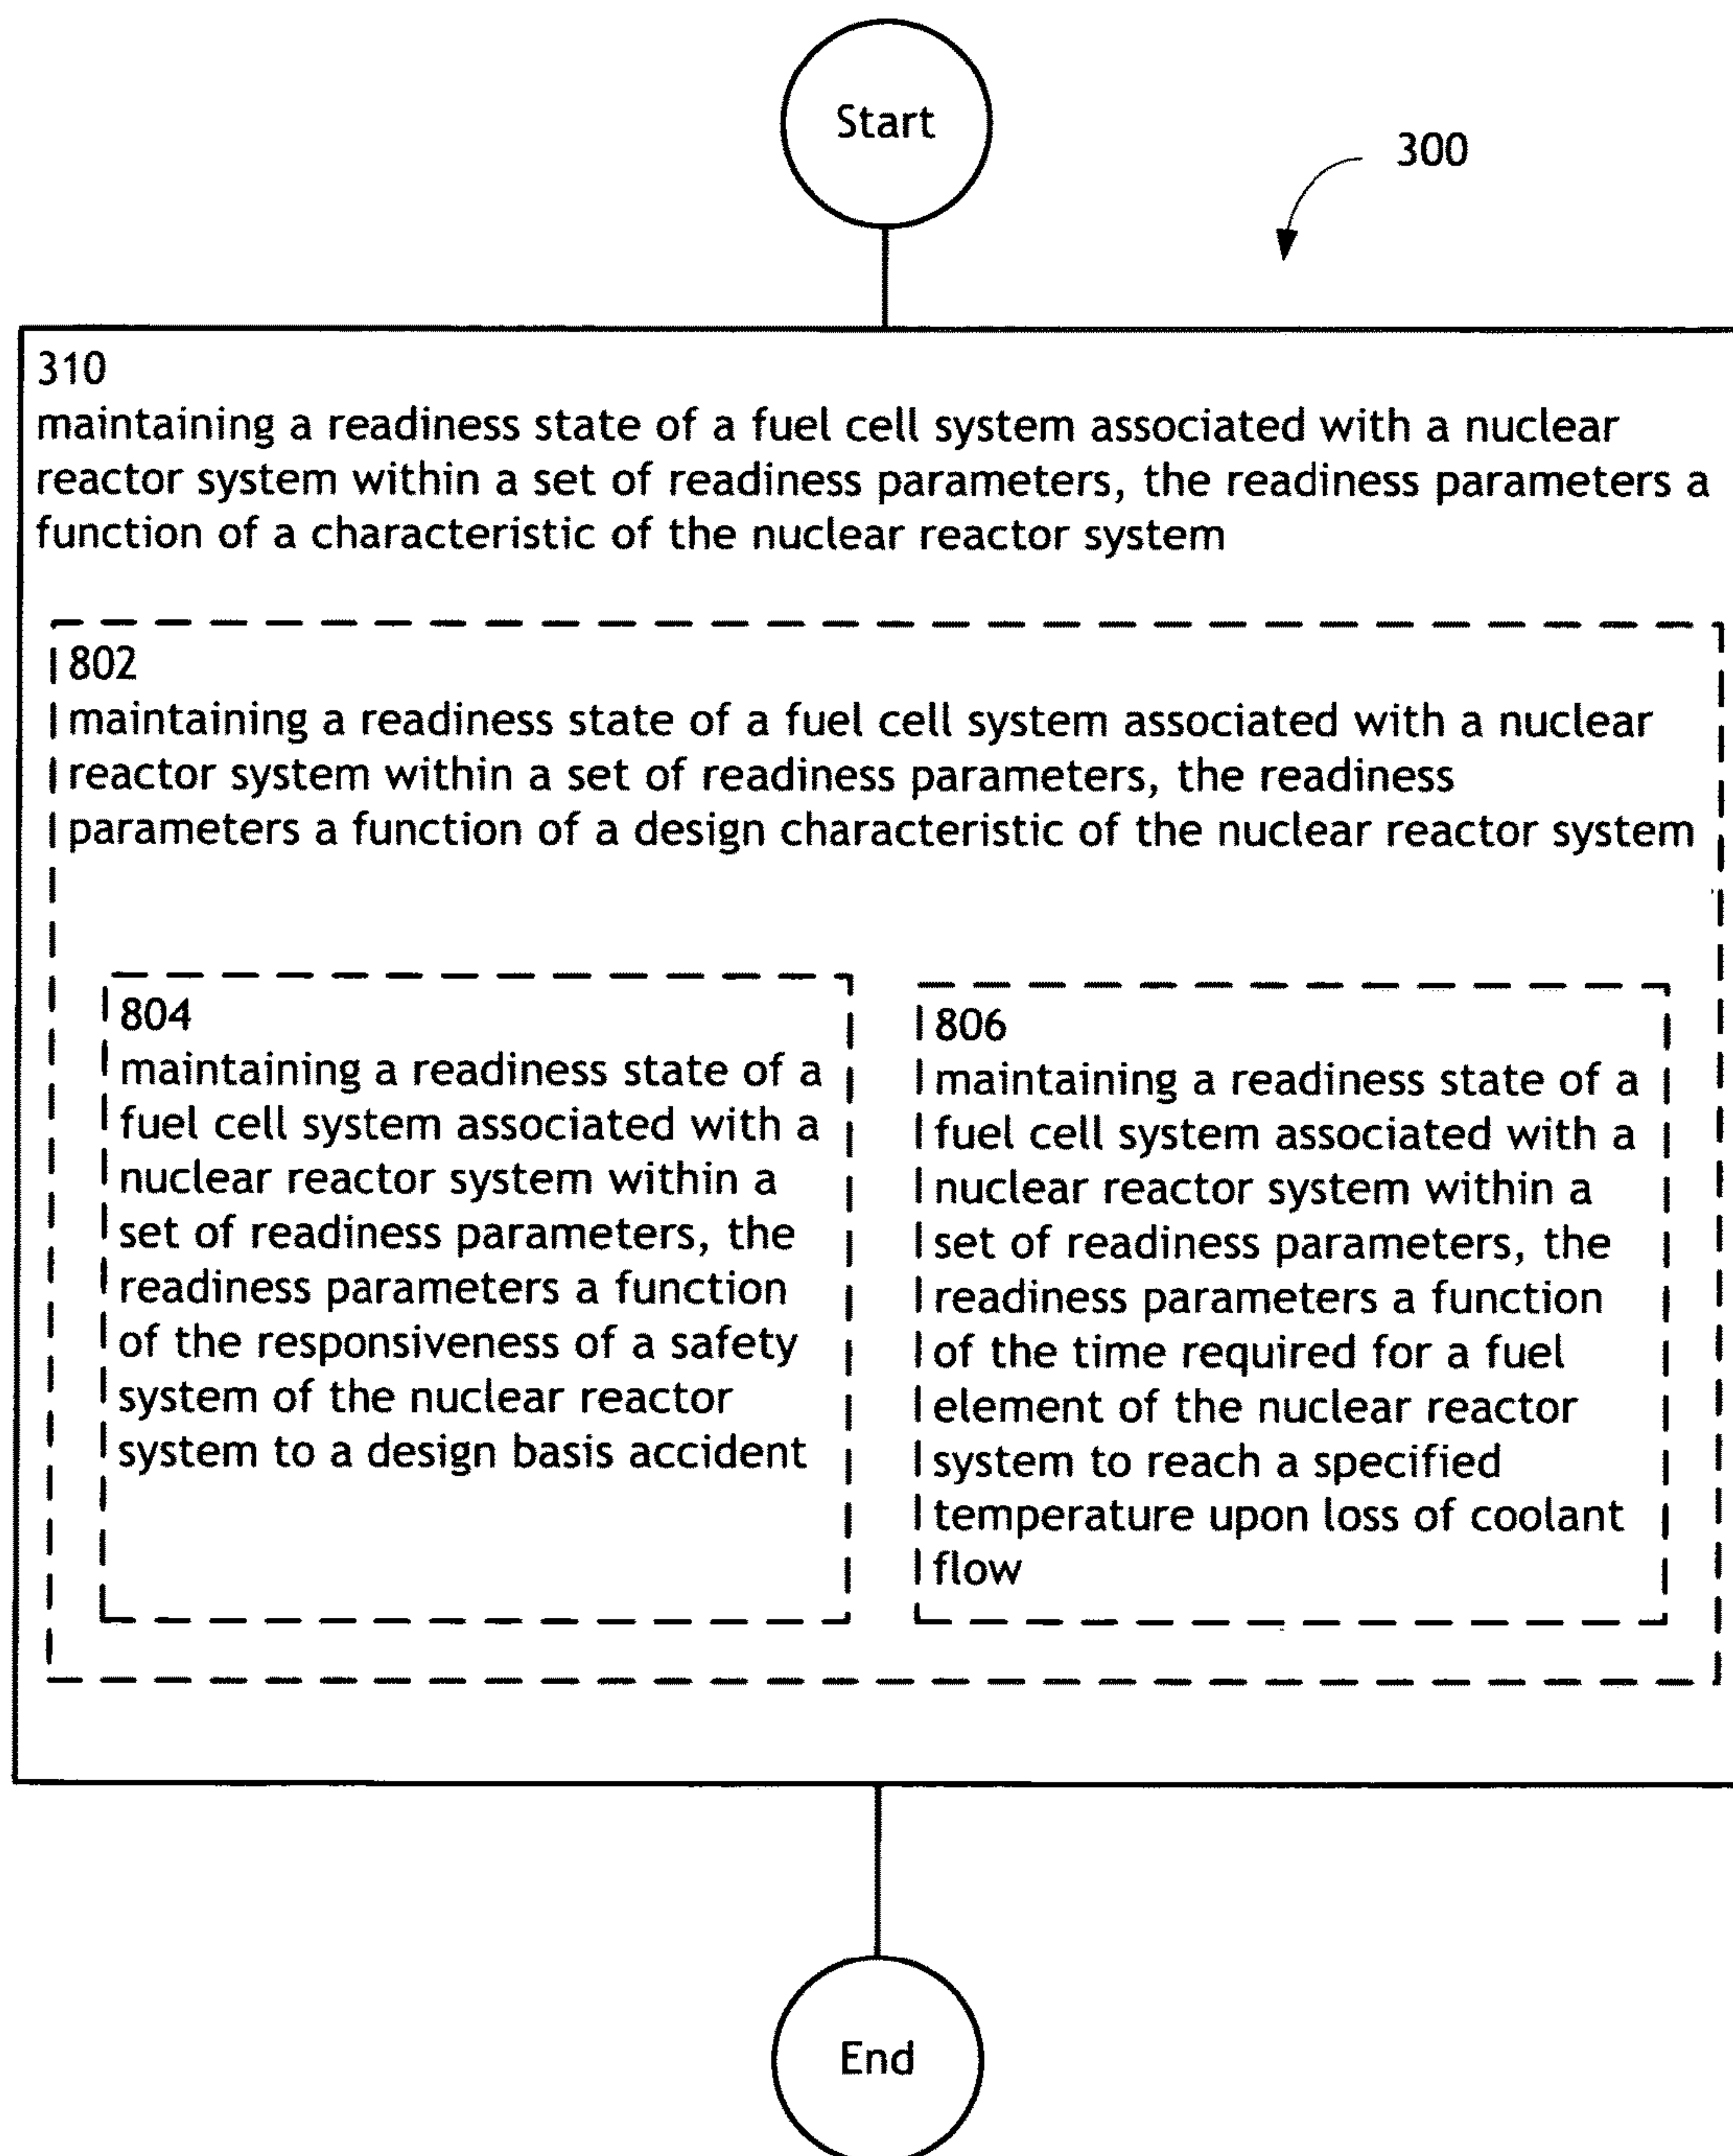 Start
300
310
maintaining a readiness state of a fuel cell system associated with a nuclear
reactor system within a set of readiness parameters, the readiness parameters a
function of a characteristic of the nuclear reactor system
802
maintaining a readiness state of a fuel cell system associated with a nuclear
reactor system within a set of readiness parameters, the readiness
parameters a function of a design characteristic of the nuclear reactor system
804
maintaining a readiness state of a
fuel cell system associated with a
nuclear reactor system within a
set of readiness parameters, the
readiness parameters a function
of the responsiveness of a safety
system of the nuclear reactor
system to a design basis accident
806
maintaining a readiness state of a
fuel cell system associated with a
nuclear reactor system within a
set of readiness parameters, the
readiness parameters a function
of the time required for a fuel
element of the nuclear reactor
system to reach a specified
temperature upon loss of coolant
flow
End